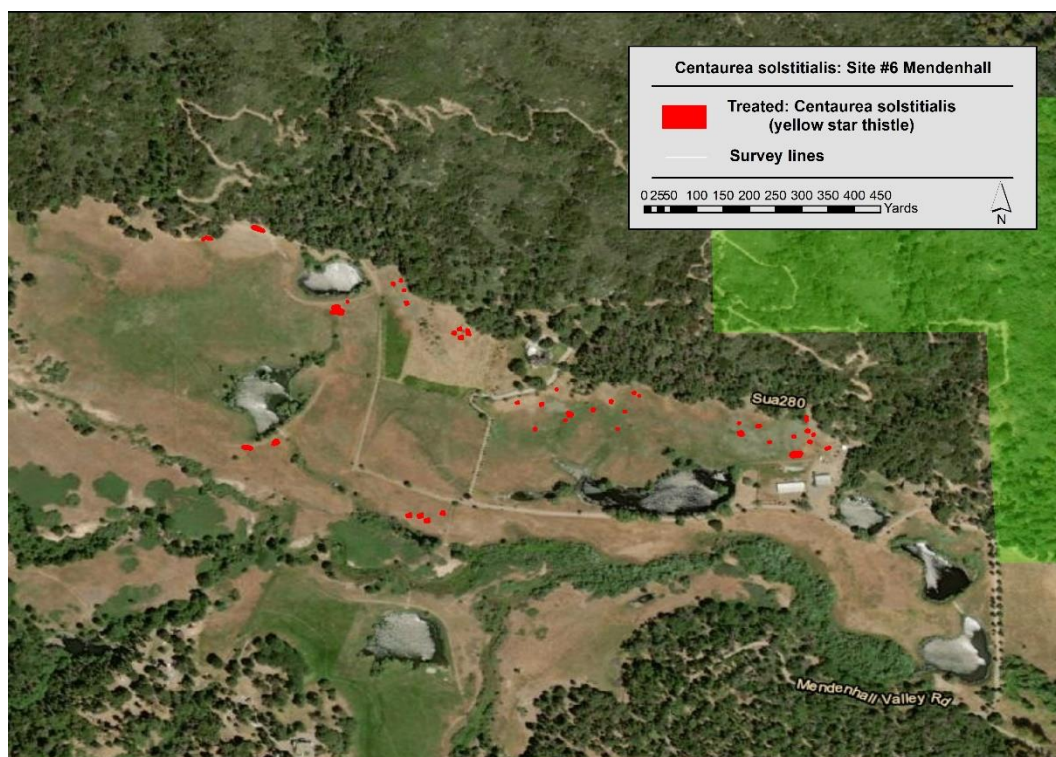 Centaurea solstitialis: Site #6 Mendenhall
Treated: Centaurea solstitialis
(yellow star thistle)
Survey lines
0 25 50 100 150 200 250 300 350 400 450
Yards
N
Sua280
Mendenhall Valley Rd